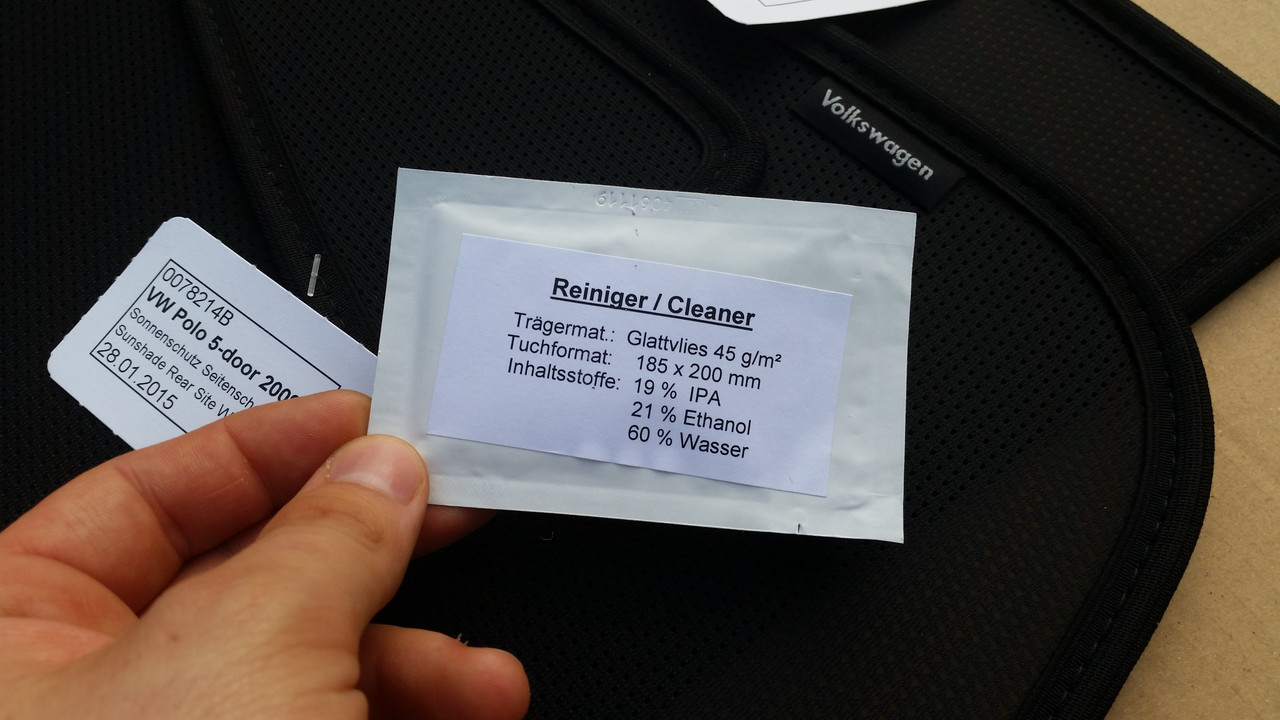 Volkswagen
Reiniger / Cleaner
Trägermat.: Glattvlies 45 g/m²
Tuchformat: 185 x 200 mm
Inhaltsstoffe: 19 % IPA
21 % Ethanol
60 % Wasser
0078214B
VW Polo 5-door
Sonnenschutz
Sunshade Rear Site
28.01.2015